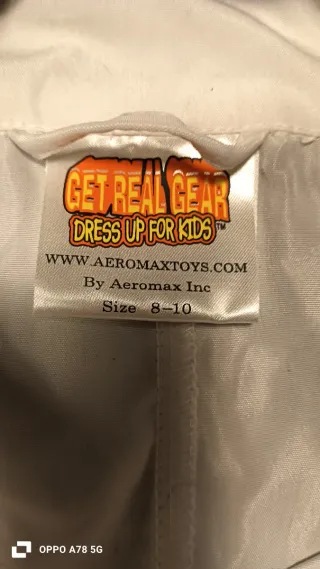 GET REAL GEAR
DRESS UP FOR KIDS™
WWW.AEROMAXTOYS.COM
By Aeromax Inc
Size 8-10
OPPO A78 5G